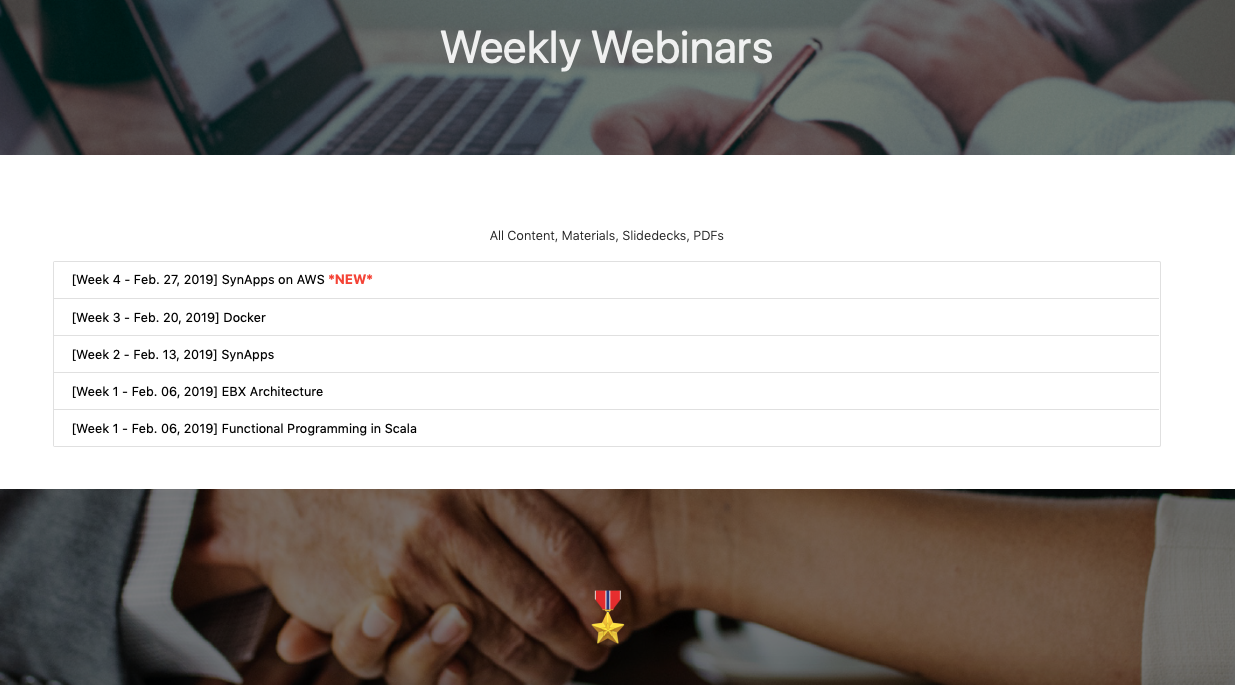 Weekly Webinars
All Content, Materials, Slidedecks, PDFs
[Week 4 - Feb. 27, 2019] SynApps on AWS *NEW*
[Week 3 - Feb. 20, 2019] Docker
[Week 2 - Feb. 13, 2019] SynApps
[Week 1 - Feb. 06, 2019] EBX Architecture
[Week 1 - Feb. 06, 2019] Functional Programming in Scala